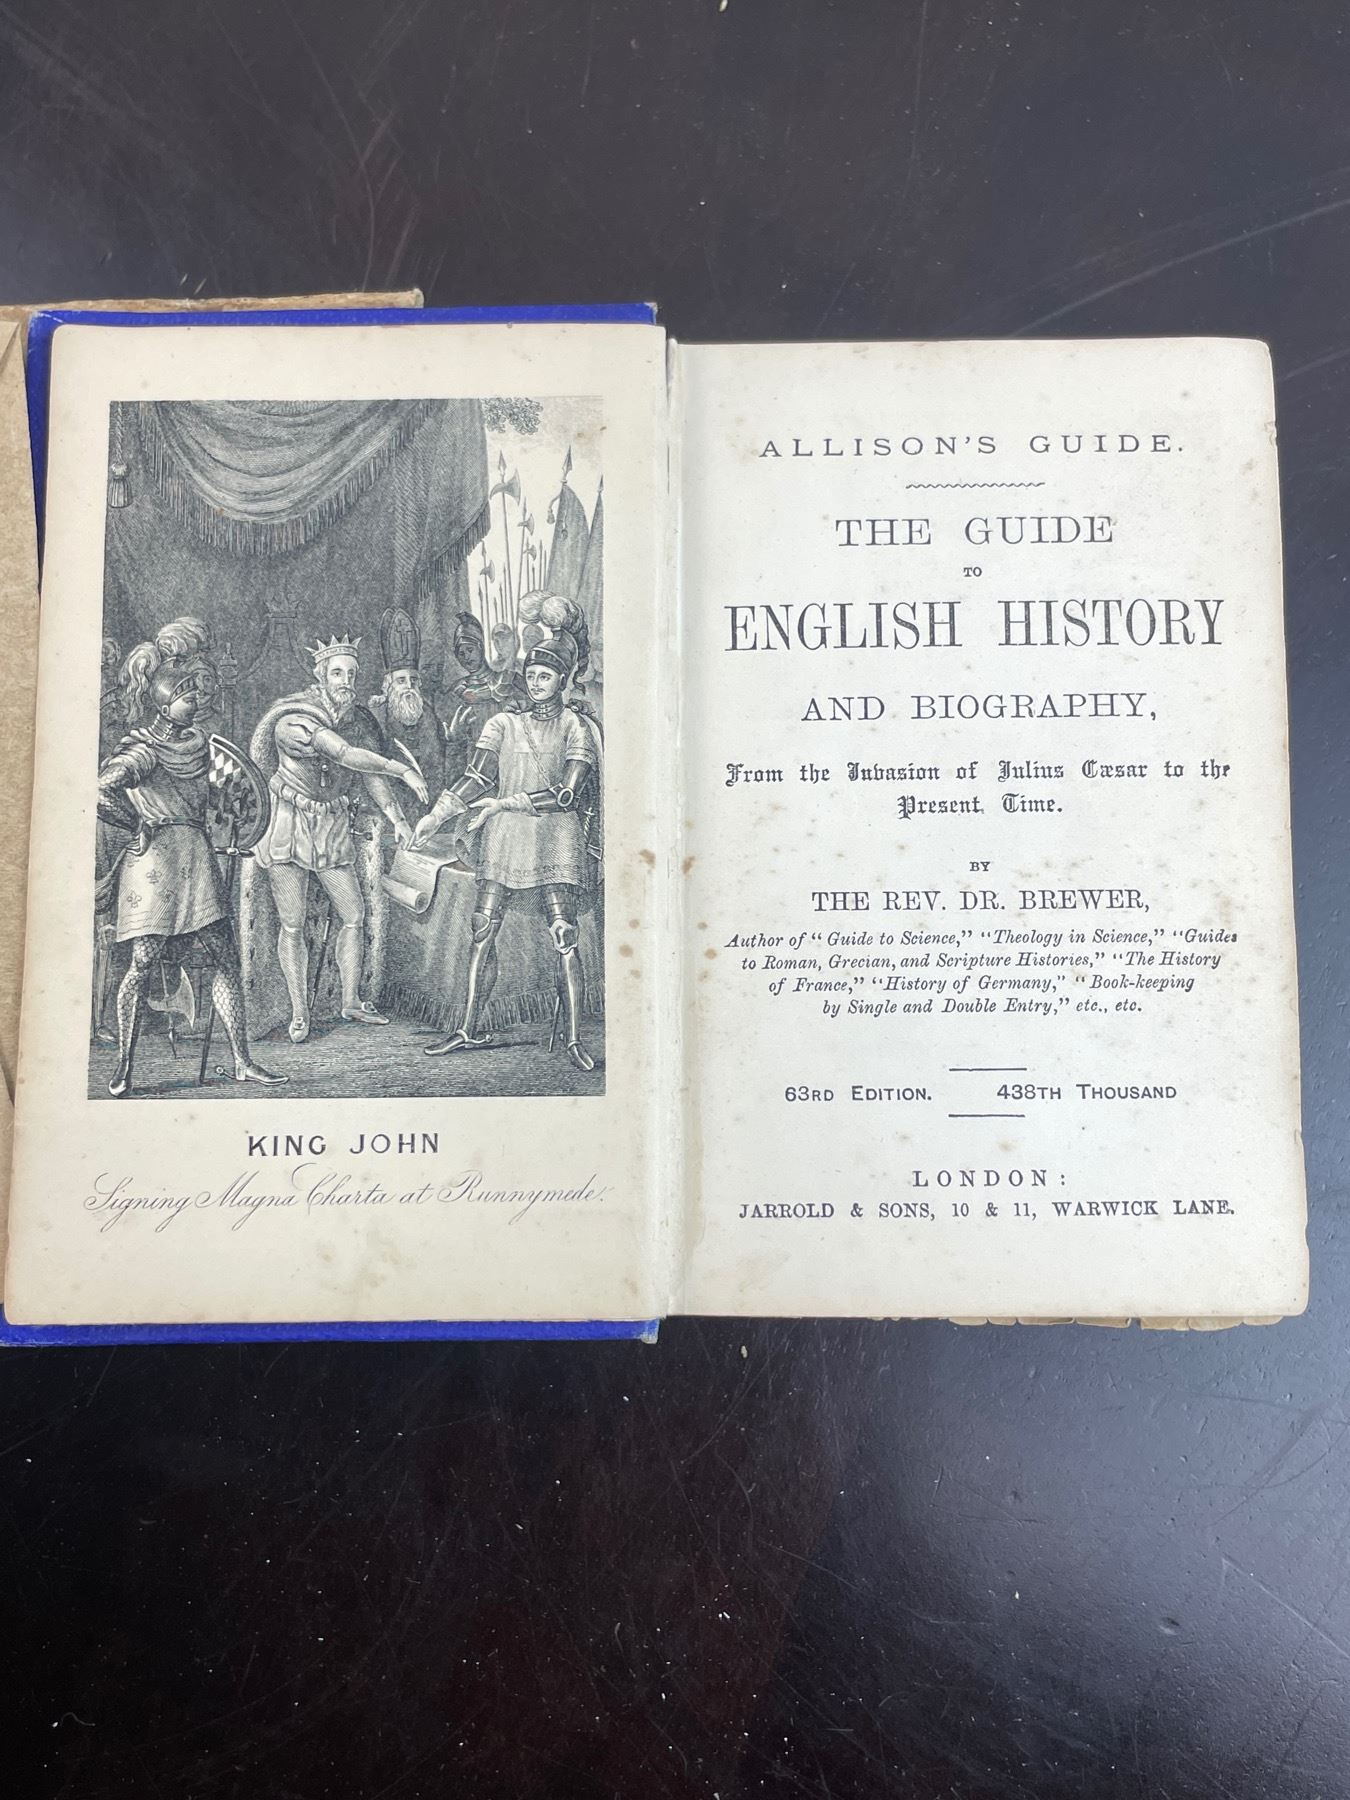 KING JOHN
Signing Magna Charta at Runnymede.
ALLISON'S GUIDE.
THE GUIDE
TO
ENGLISH HISTORY
AND BIOGRAPHY,
From the Invasion of Julius Cæsar to the
Present Time.
BY
THE REV. DR. BREWER,
Author of "Guide to Science," "Theology in Science," "Guides
to Roman, Grecian, and Scripture Histories," "The History
of France," "History of Germany," "Book-keeping
by Single and Double Entry," etc., etc.
63RD EDITION. 438TH THOUSAND
LONDON:
JARROLD & SONS, 10 & 11, WARWICK LANE.